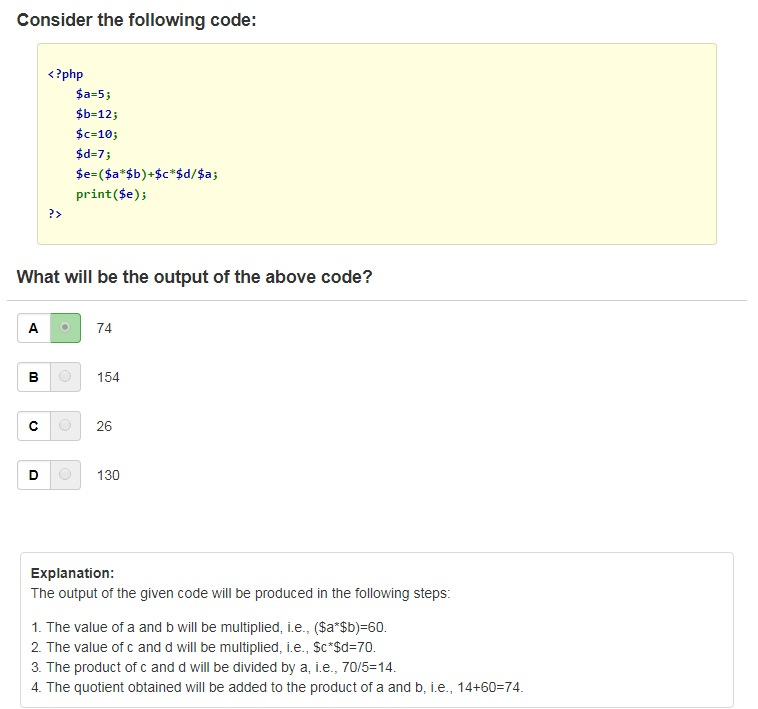 Consider the following code:
<?php
$a=5;
$b=12;
$c=10;
$d=7;
$e=($a*$b)+$c*$d/$a;
print($e);
?>
What will be the output of the above code?
A 74
B 154
C 26
D 130
Explanation:
The output of the given code will be produced in the following steps:
1. The value of a and b will be multiplied, i.e., ($a*$b)=60.
2. The value of c and d will be multiplied, i.e., $c*$d=70.
3. The product of c and d will be divided by a, i.e., 70/5=14.
4. The quotient obtained will be added to the product of a and b, i.e., 14+60=74.